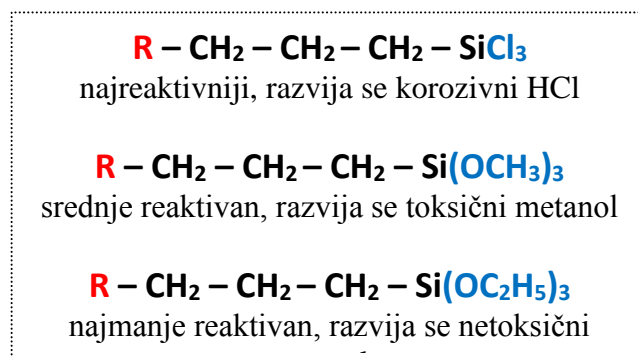 R – CH₂ – CH₂ – CH₂ – SiCl₃
najreaktivniji, razvija se korozivni HCl
R – CH₂ – CH₂ – CH₂ – Si(OCH₃)₃
srednje reaktivan, razvija se toksični metanol
R – CH₂ – CH₂ – CH₂ – Si(OC₂H₅)₃
najmanje reaktivan, razvija se netoksični